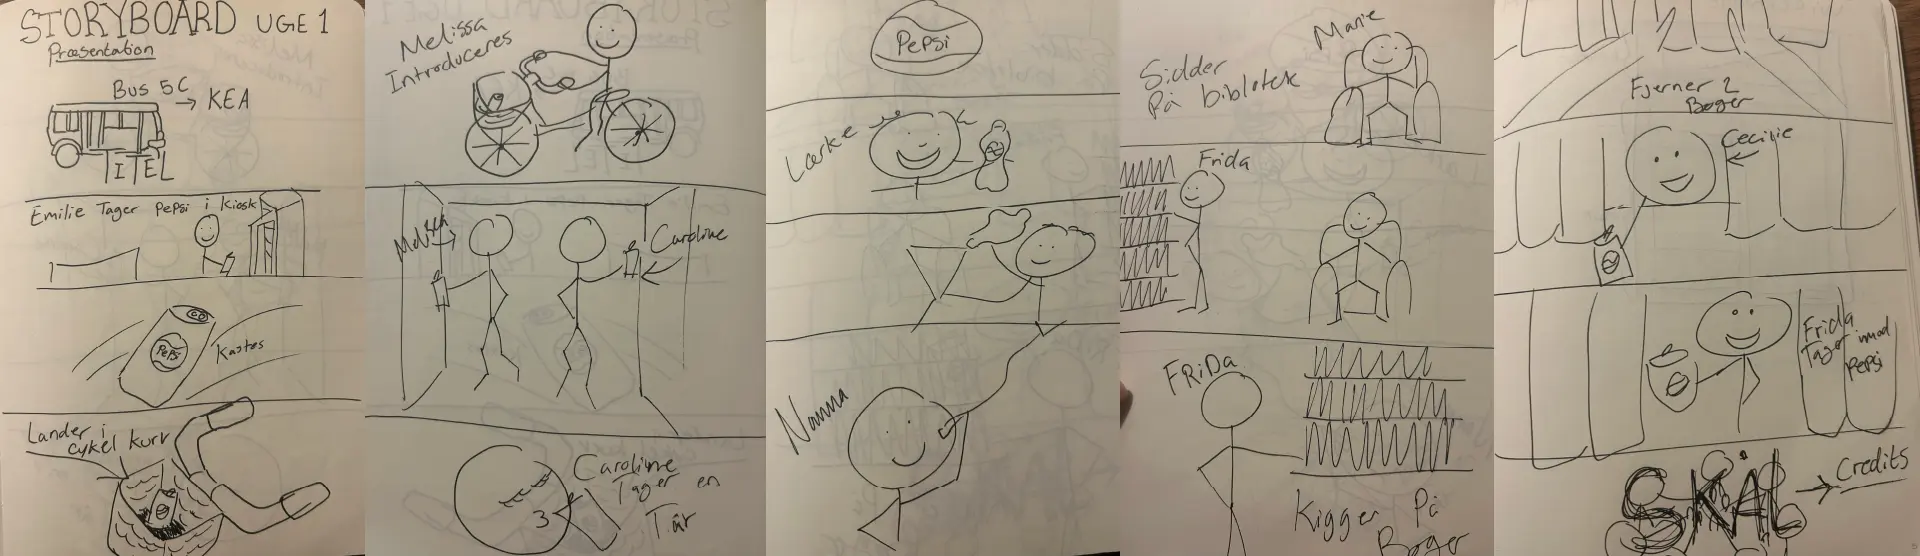 STORYBOARD UGE 1
Præsentation
Bus 5C → KEA
TITEL
Emilie Tager Pepsi i Kiosk
Pepsi
Kastes
Lander i
cykel kurv
Melissa
Introduceres
Melissa
Caroline
Caroline
Tager en
Tår
Pepsi
Lærke
Nanna
Marie
Sidder
På biblotek
Frida
FRiDa
Kigger På
Bøger
Fjerner 2
Bøger
Cecilie
Frida
Tager imod
Pepsi
SKÅL → Credits